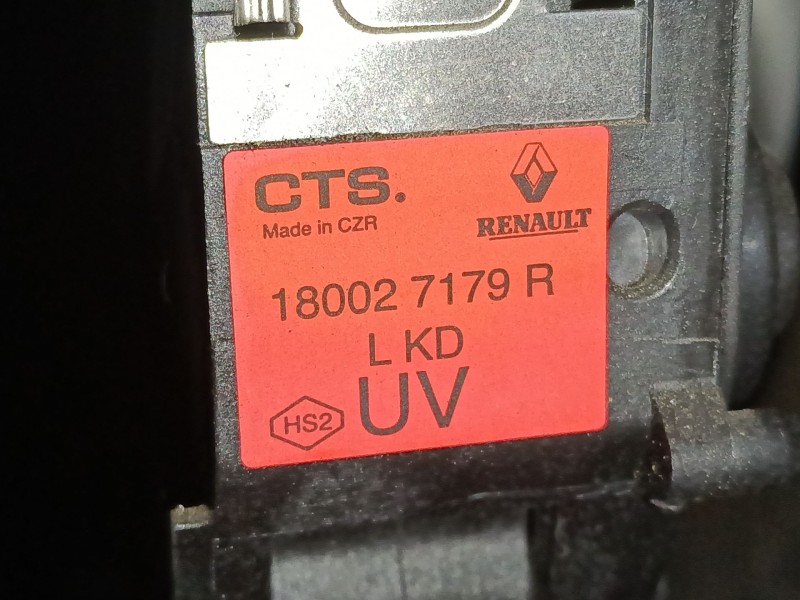 CTS.
Made in CZR
RENAULT
18002 7179 R
L KD
UV
HS2